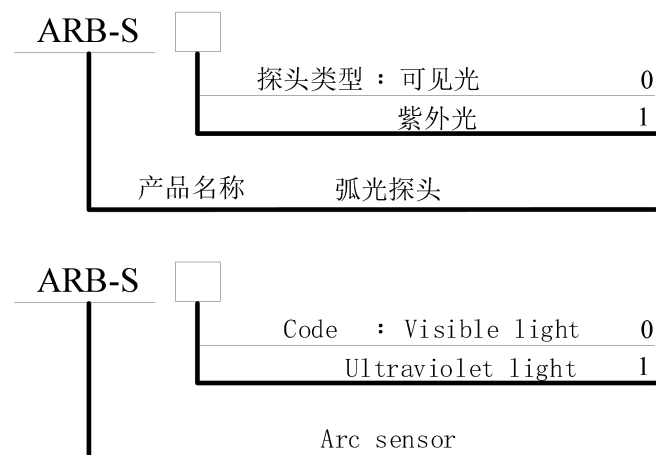 ARB-S
探头类型：可见光 0
紫外光 1
产品名称 弧光探头
ARB-S
Code : Visible light 0
Ultraviolet light 1
Arc sensor